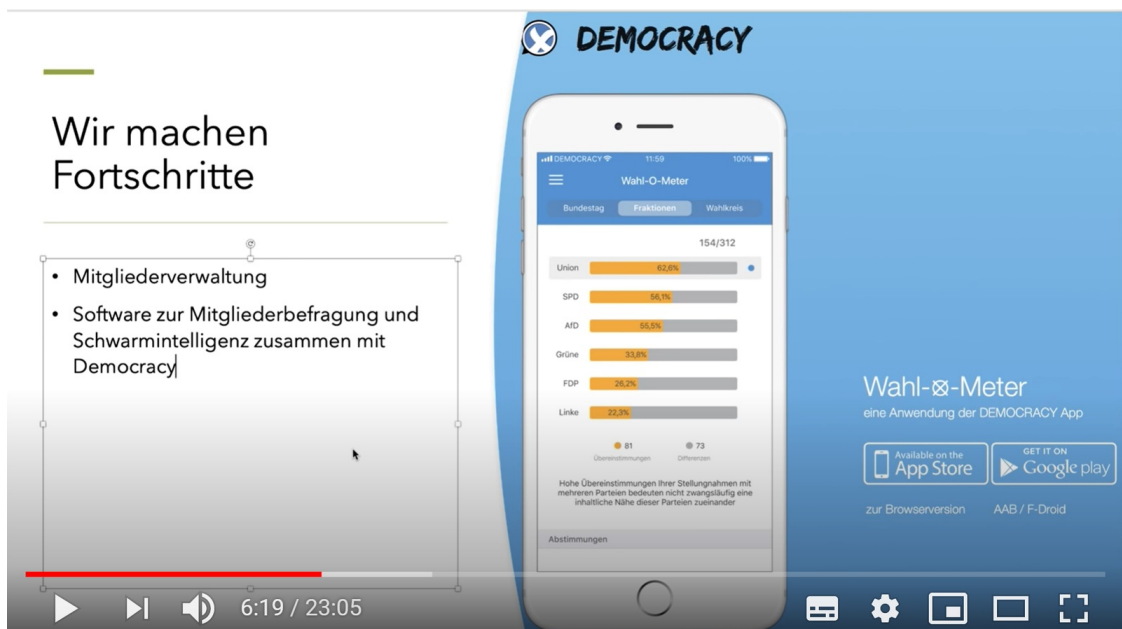 DEMOCRACY
Wir machen
Fortschritte
• Mitgliederverwaltung
• Software zur Mitgliederbefragung und
Schwarmintelligenz zusammen mit
Democracy
DEMOCRACY 11:59 100%
Wahl-O-Meter
Bundestag Fraktionen Wahlkreis
154/312
Union 62,6%
SPD 56,1%
AfD 55,5%
Grüne 33,8%
FDP 26,2%
Linke 22,3%
81 73
Übereinstimmungen Differenzen
Hohe Übereinstimmungen Ihrer Stellungnahmen mit
mehreren Parteien bedeuten nicht zwangsläufig eine
inhaltliche Nähe dieser Parteien zueinander
Abstimmungen
Wahl-⊗-Meter
eine Anwendung der DEMOCRACY App
Available on the
App Store
GET IT ON
Google play
zur Browserversion AAB / F-Droid
6:19 / 23:05